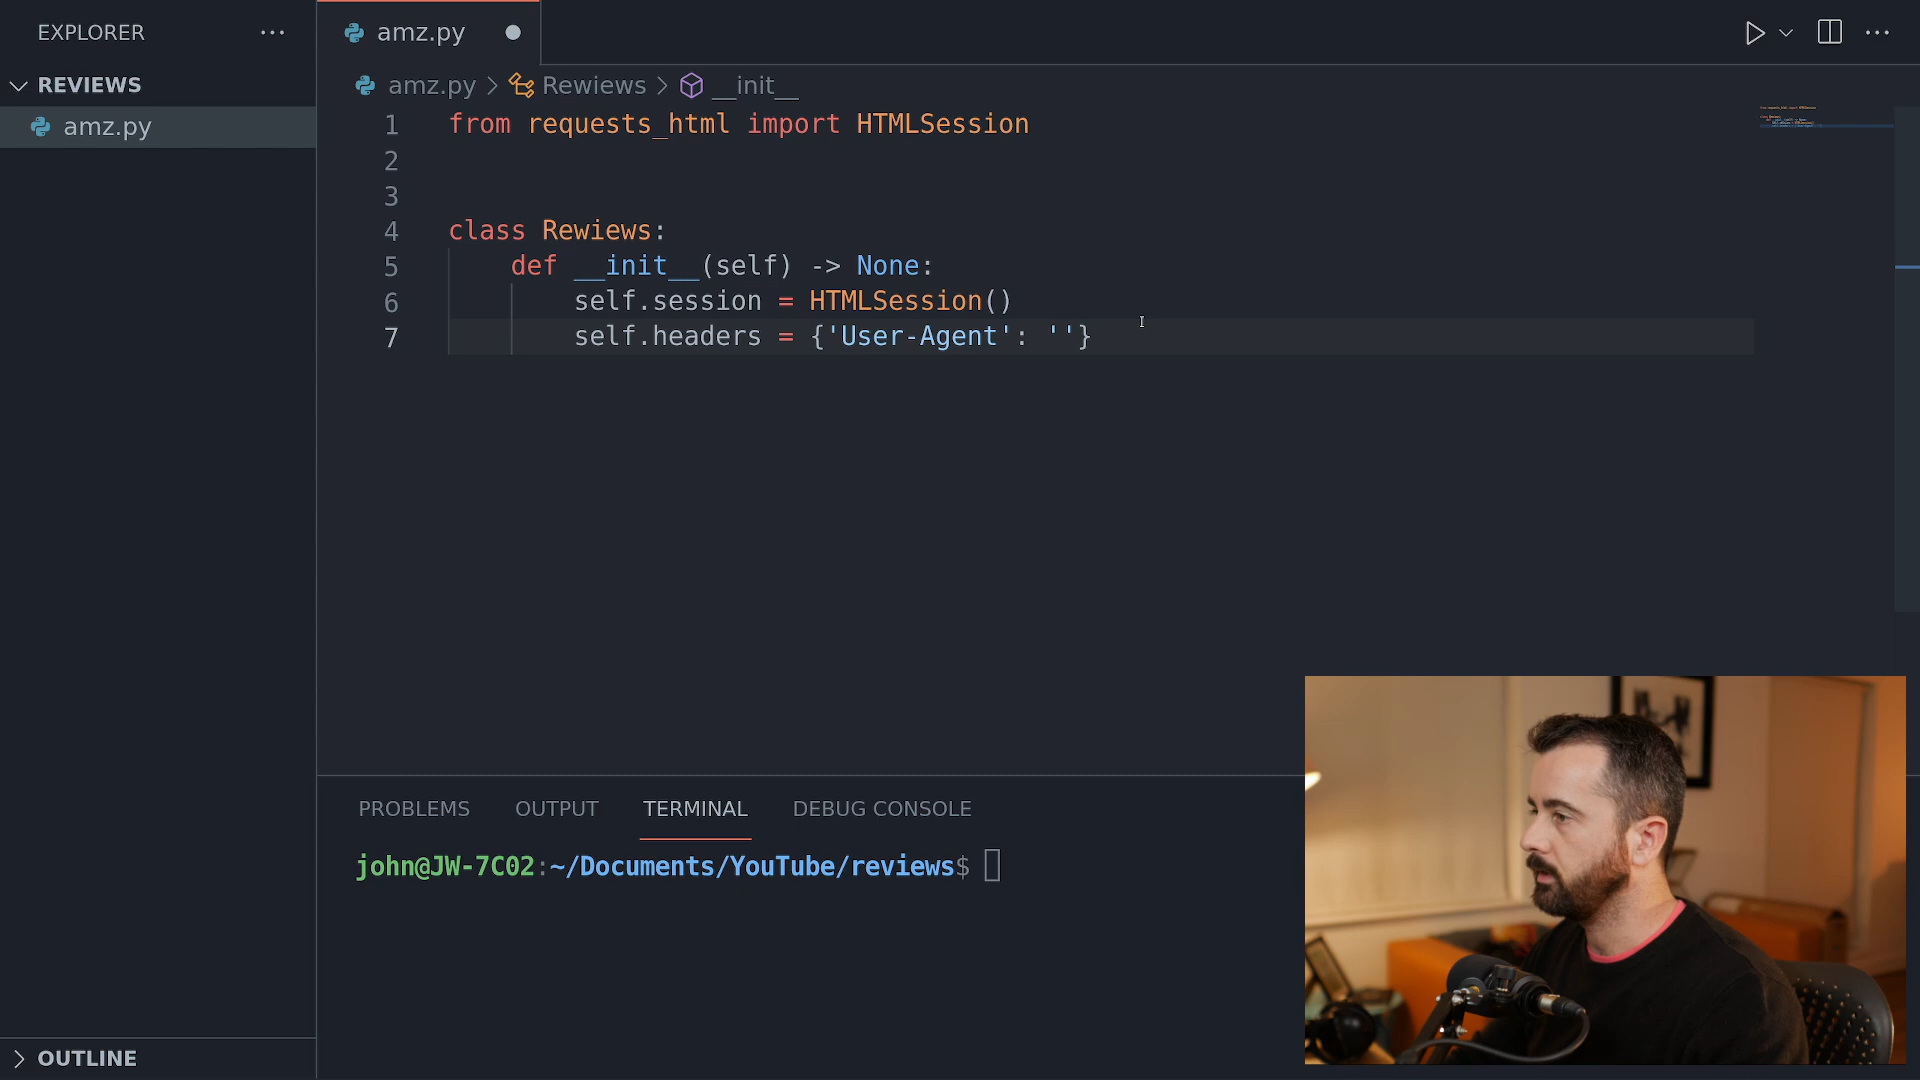 EXPLORER
REVIEWS
amz.py
OUTLINE
amz.py
amz.py > Rewiews > __init__
1 from requests_html import HTMLSession
2
3
4 class Rewiews:
5 def __init__(self) -> None:
6 self.session = HTMLSession()
7 self.headers = {'User-Agent': ''}
PROBLEMS OUTPUT TERMINAL DEBUG CONSOLE
john@JW-7C02:~/Documents/YouTube/reviews$